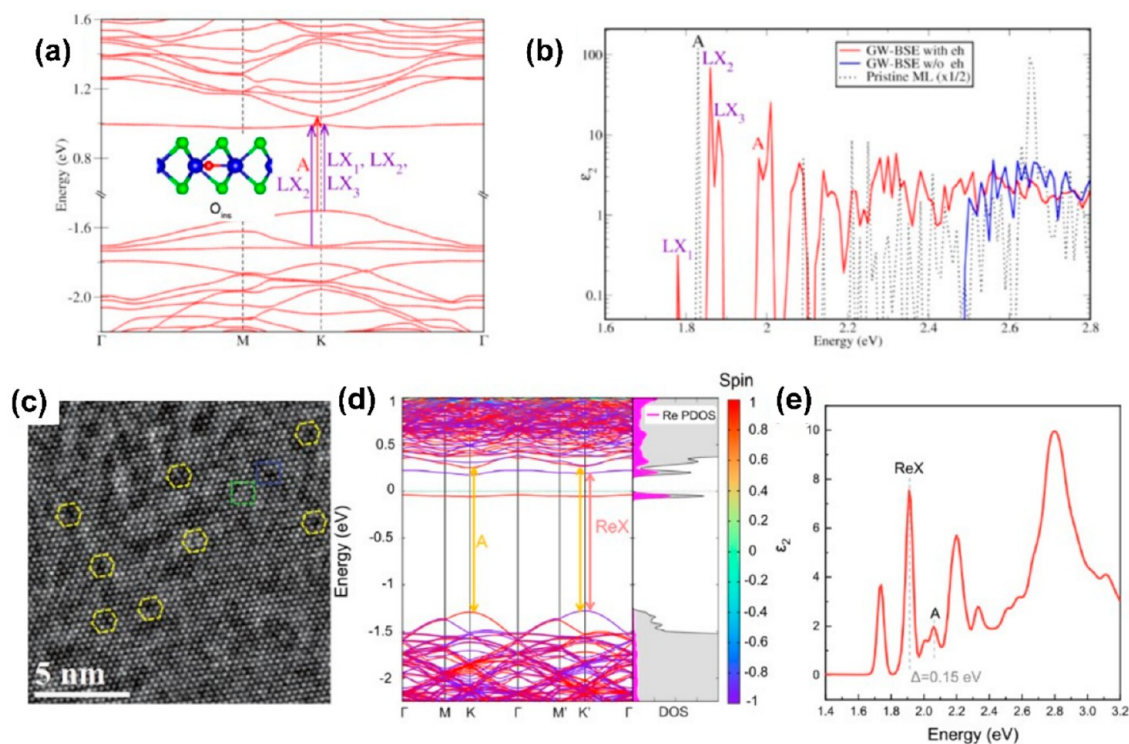 (a)
1.6
1.2
0.8
-1.6
-2.0
Energy (eV)
O ins
A
LX2
LX1, LX2,
LX3
Γ M K Γ
(b)
100
10
1
0.1
ε2
A
LX2
LX3
LX1
A
GW-BSE with eh
GW-BSE w/o eh
Pristine ML (x1/2)
1.6 1.8 2 2.2 2.4 2.6 2.8
Energy (eV)
(c)
5 nm
(d)
1
0.5
0
-0.5
-1
-1.5
-2
Energy (eV)
A
ReX
Γ M K Γ M' K' Γ
Re PDOS
DOS
Spin
1
0.8
0.6
0.4
0.2
0
-0.2
-0.4
-0.6
-0.8
-1
(e)
10
8
6
4
2
0
ε2
ReX
A
Δ=0.15 eV
1.4 1.6 1.8 2.0 2.2 2.4 2.6 2.8 3.0 3.2
Energy (eV)